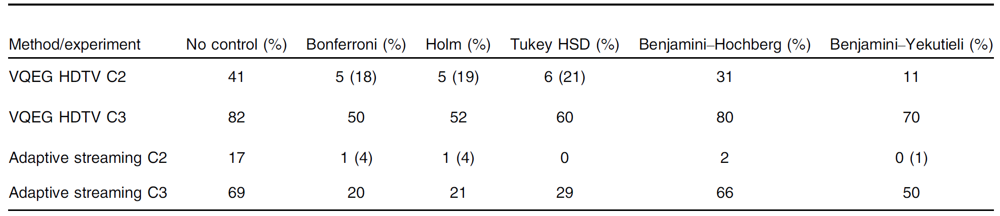 Method/experiment No control (%) Bonferroni (%) Holm (%) Tukey HSD (%) Benjamini–Hochberg (%) Benjamini–Yekutieli (%)
VQEG HDTV C2 41 5 (18) 5 (19) 6 (21) 31 11
VQEG HDTV C3 82 50 52 60 80 70
Adaptive streaming C2 17 1 (4) 1 (4) 0 2 0 (1)
Adaptive streaming C3 69 20 21 29 66 50